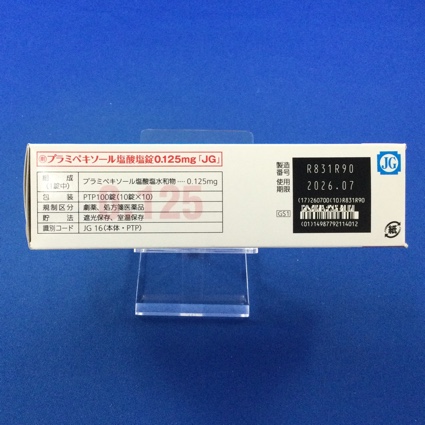 プラミペキソール塩酸塩錠0.125mg「JG」
組成
(1錠中)
プラミペキソール塩酸塩水和物 ― 0.125mg
包装 PTP100錠(10錠×10)
規制区分 劇薬、処方箋医薬品
貯法 遮光保存、室温保存
識別コード JG 16(本体・PTP)
0.125
製造
番号
R831R90
使用
期限
2026.07
(17)260700(10)R831R90
GS1
(01)14987792114012
JG
紙